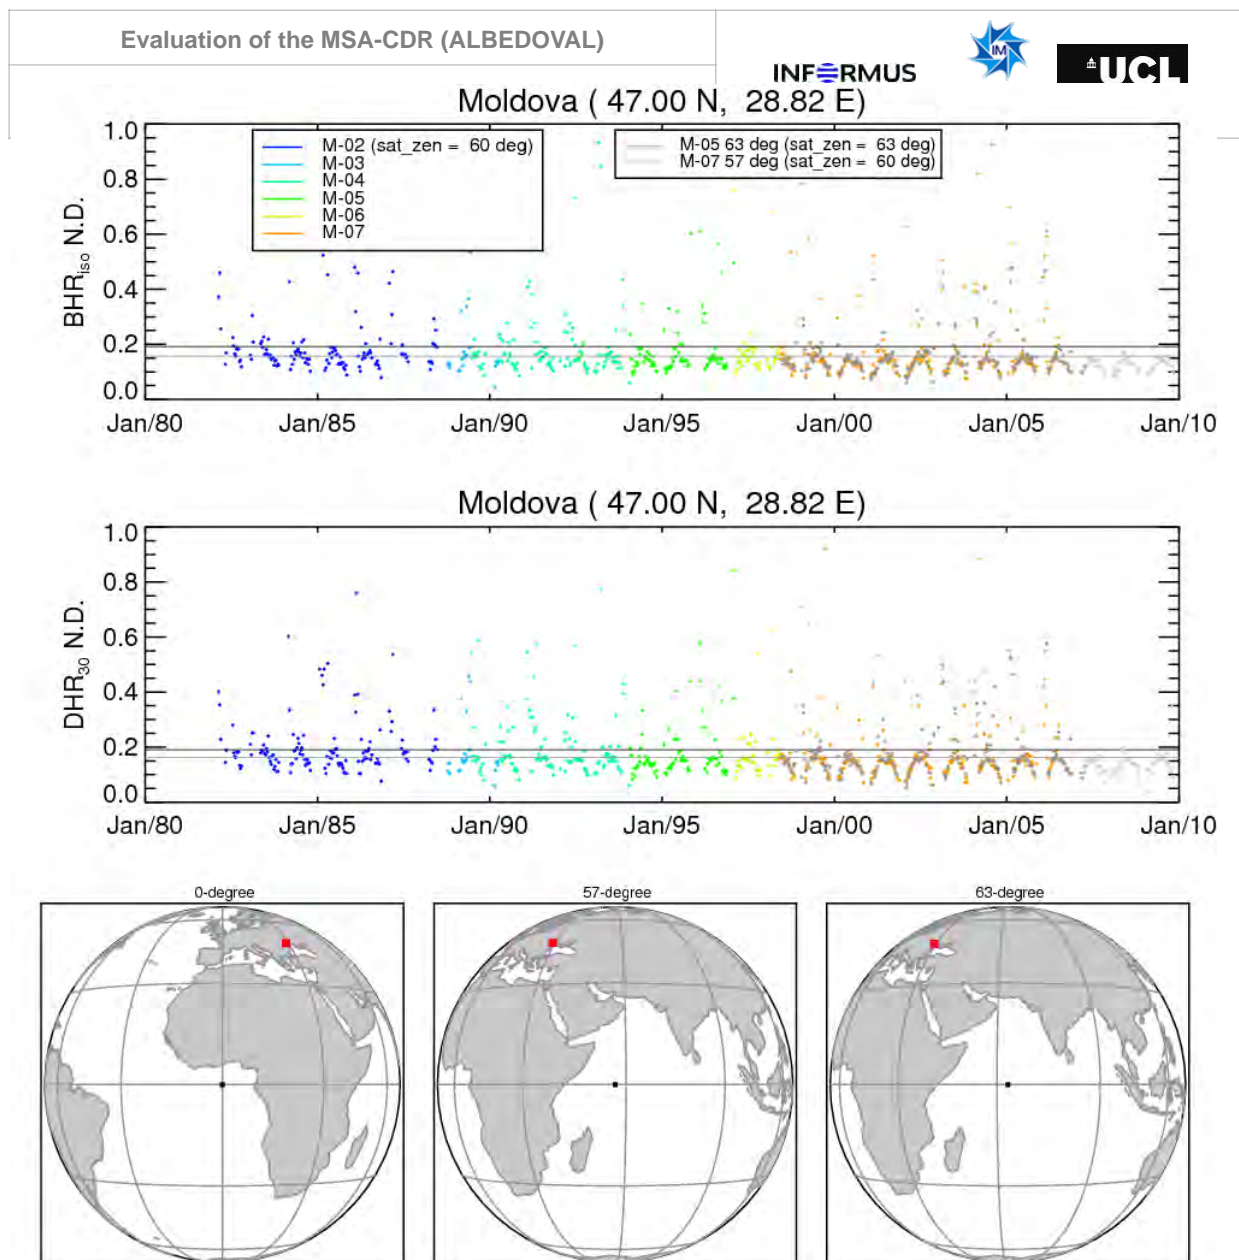 Evaluation of the MSA-CDR (ALBEDOVAL)
INFORMUS
IM
UCL
Moldova ( 47.00 N,  28.82 E)
BHRiso N.D.
1.0
0.8
0.6
0.4
0.2
0.0
M-02 (sat_zen =  60 deg)
M-03
M-04
M-05
M-06
M-07
M-05 63 deg (sat_zen =  63 deg)
M-07 57 deg (sat_zen =  60 deg)
Jan/80 Jan/85 Jan/90 Jan/95 Jan/00 Jan/05 Jan/10
Moldova ( 47.00 N,  28.82 E)
DHR30 N.D.
1.0
0.8
0.6
0.4
0.2
0.0
Jan/80 Jan/85 Jan/90 Jan/95 Jan/00 Jan/05 Jan/10
0-degree 57-degree 63-degree